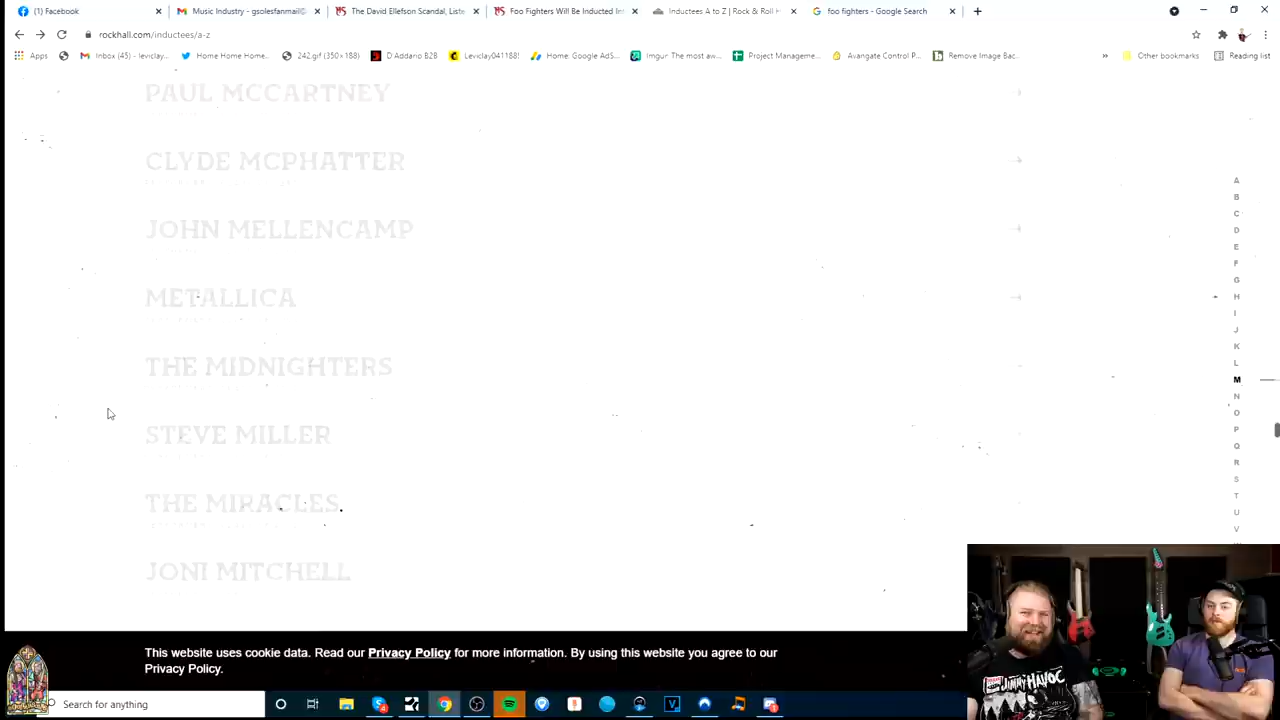 (1) Facebook
Music Industry - gsolesfanmail@
The David Ellefson Scandal, Liste
Foo Fighters Will Be Inducted Int
Inductees A to Z | Rock & Roll H
foo fighters - Google Search
rockhall.com/inductees/a-z
Apps
Inbox (45) - leviclay...
Home Home Home...
242.gif (350×188)
D'Addario B2B
Leviclay041188!
Home: Google AdS...
Imgur: The most aw...
Project Manageme...
Avangate Control P...
Remove Image Bac...
»
Other bookmarks
Reading list
PAUL MCCARTNEY
CLYDE MCPHATTER
JOHN MELLENCAMP
METALLICA
THE MIDNIGHTERS
STEVE MILLER
THE MIRACLES
JONI MITCHELL
A
B
C
D
E
F
G
H
I
J
K
L
M
N
O
P
Q
R
S
T
U
V
This website uses cookie data. Read our Privacy Policy for more information. By using this website you agree to our
Privacy Policy.
Search for anything
JIMMY HAVOC